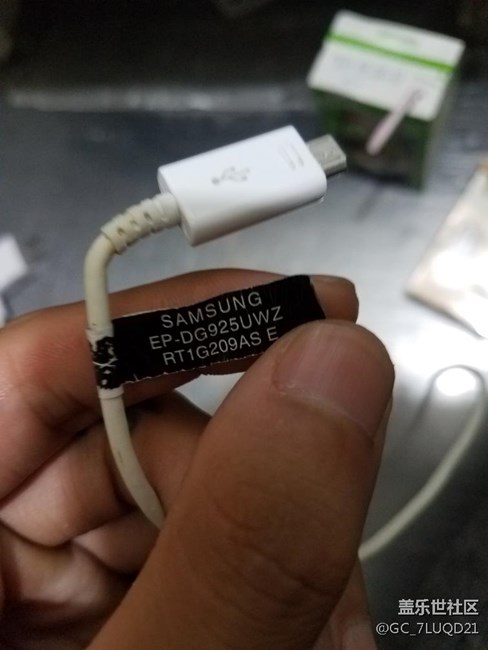 SAMSUNG
EP-DG925UWZ
RT1G209AS E
盖乐世社区
@GC_7LUQD21